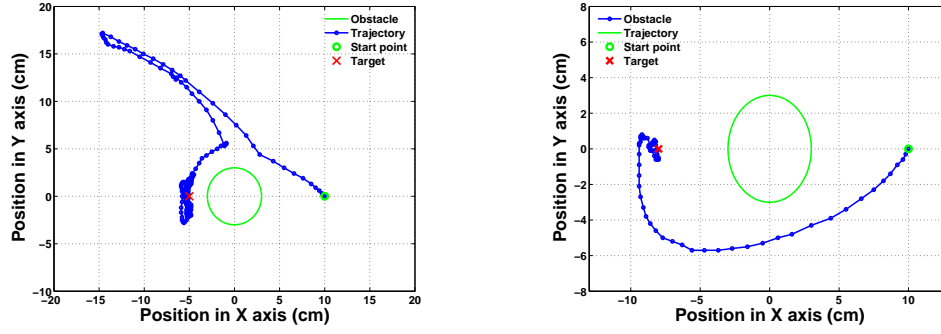 20
15
10
5
0
−5
−10
−20
−15
−10
−5
0
5
10
15
20
Position in Y axis (cm)
Position in X axis (cm)
Obstacle
Trajectory
Start point
Target
8
6
4
2
0
−2
−4
−6
−8
−10
−5
0
5
10
Position in Y axis (cm)
Position in X axis (cm)
Obstacle
Trajectory
Start point
Target